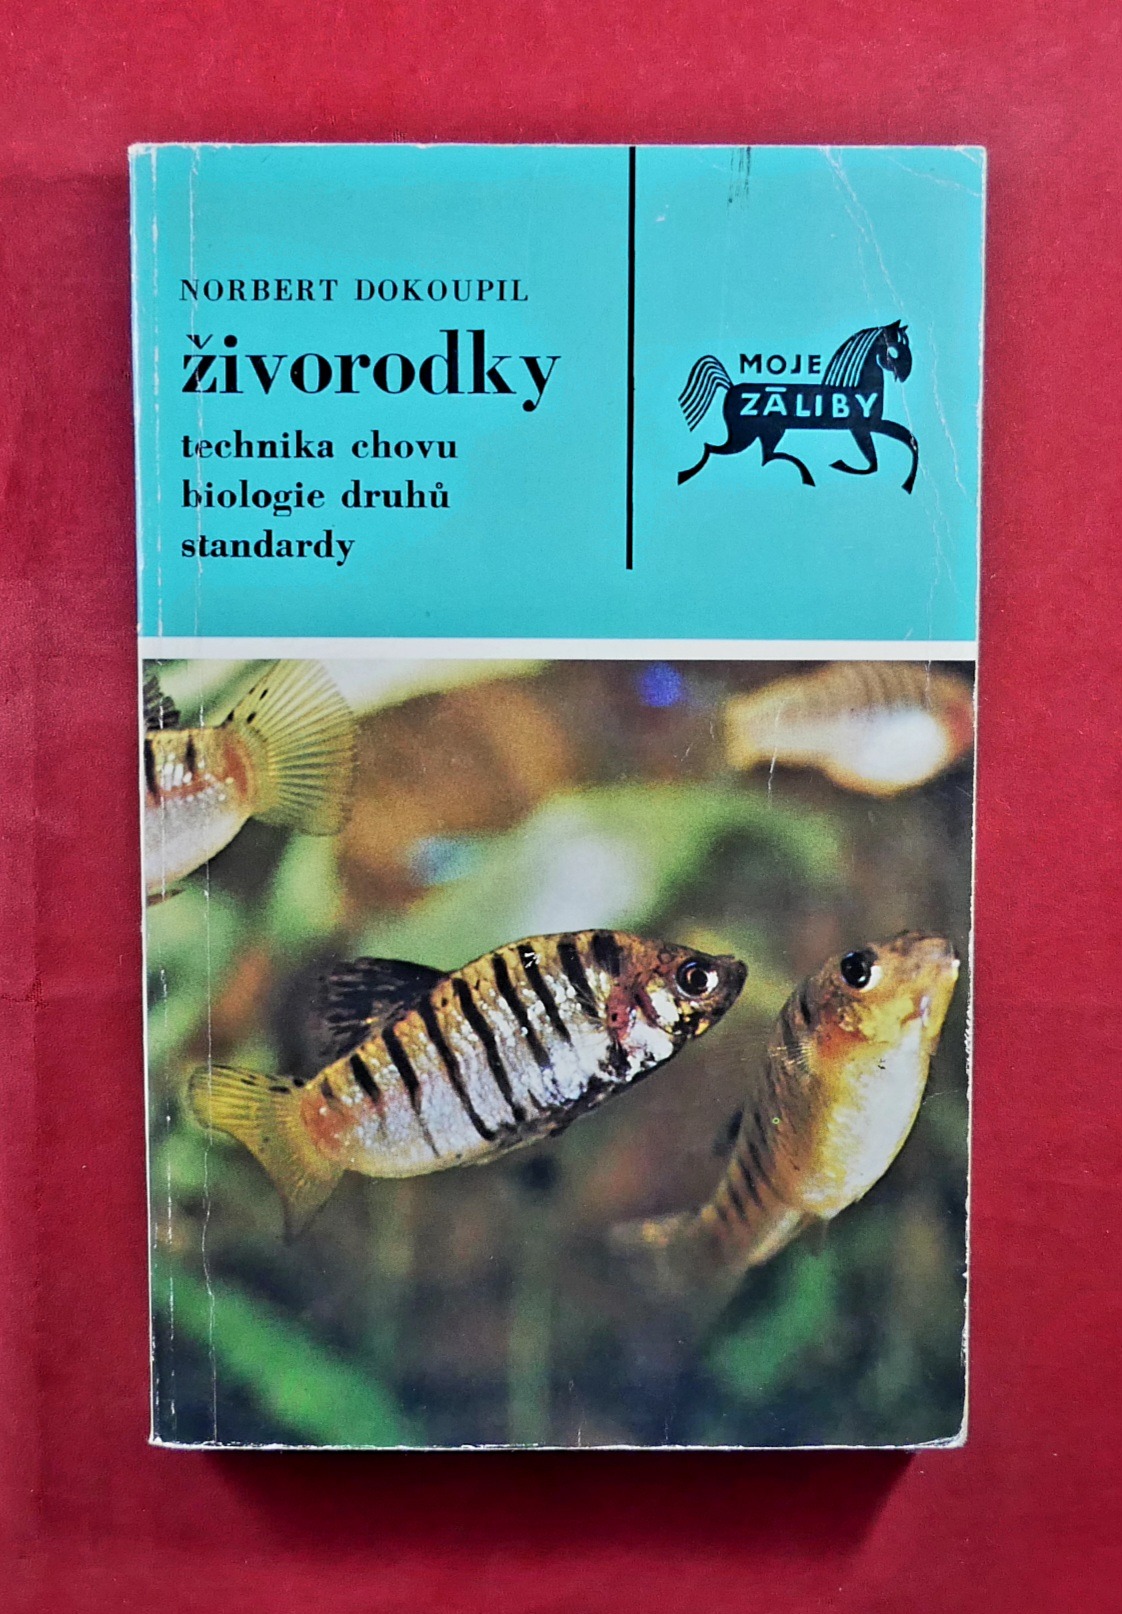 NORBERT DOKOUPIL
živorodky
technika chovu
biologie druhů
standardy
MOJE
ZÁLIBY